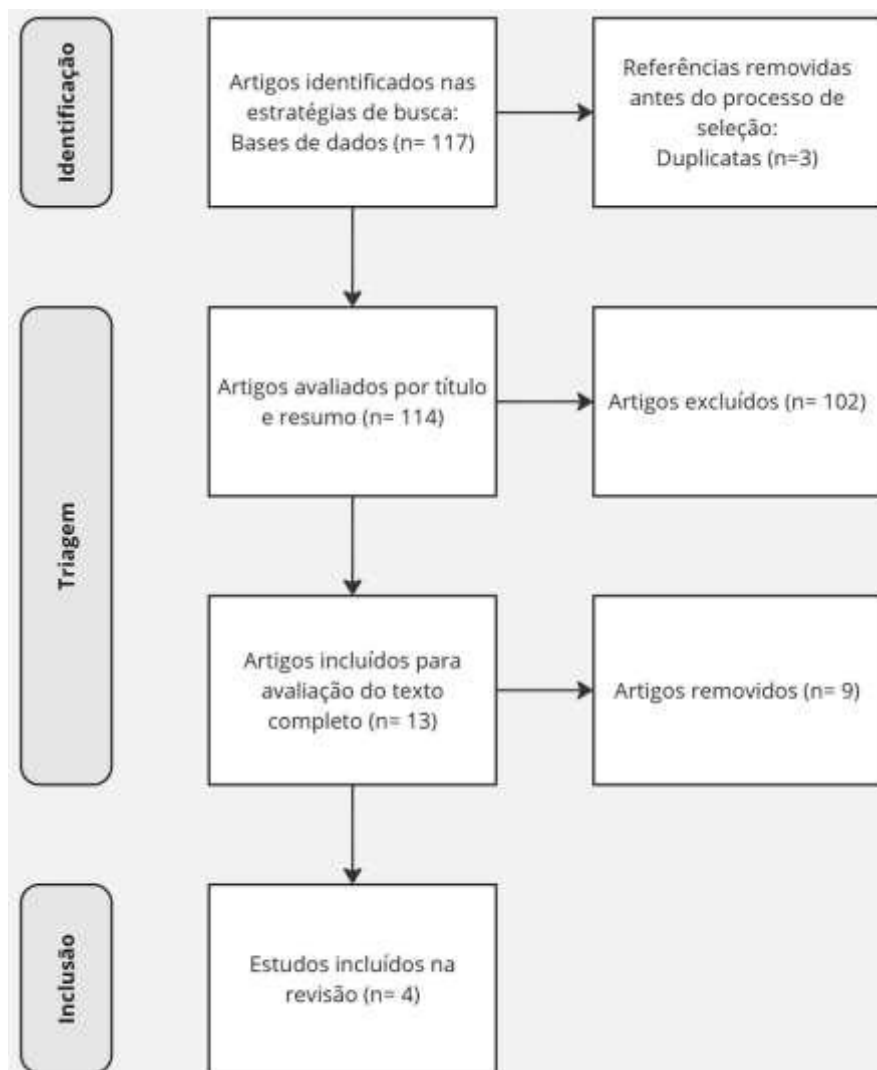 Identificação
Artigos identificados nas
estratégias de busca:
Bases de dados (n= 117)
Referências removidas
antes do processo de
seleção:
Duplicatas (n=3)
Triagem
Artigos avaliados por título
e resumo (n= 114)
Artigos excluídos (n= 102)
Artigos incluídos para
avaliação do texto
completo (n= 13)
Artigos removidos (n= 9)
Inclusão
Estudos incluídos na
revisão (n= 4)